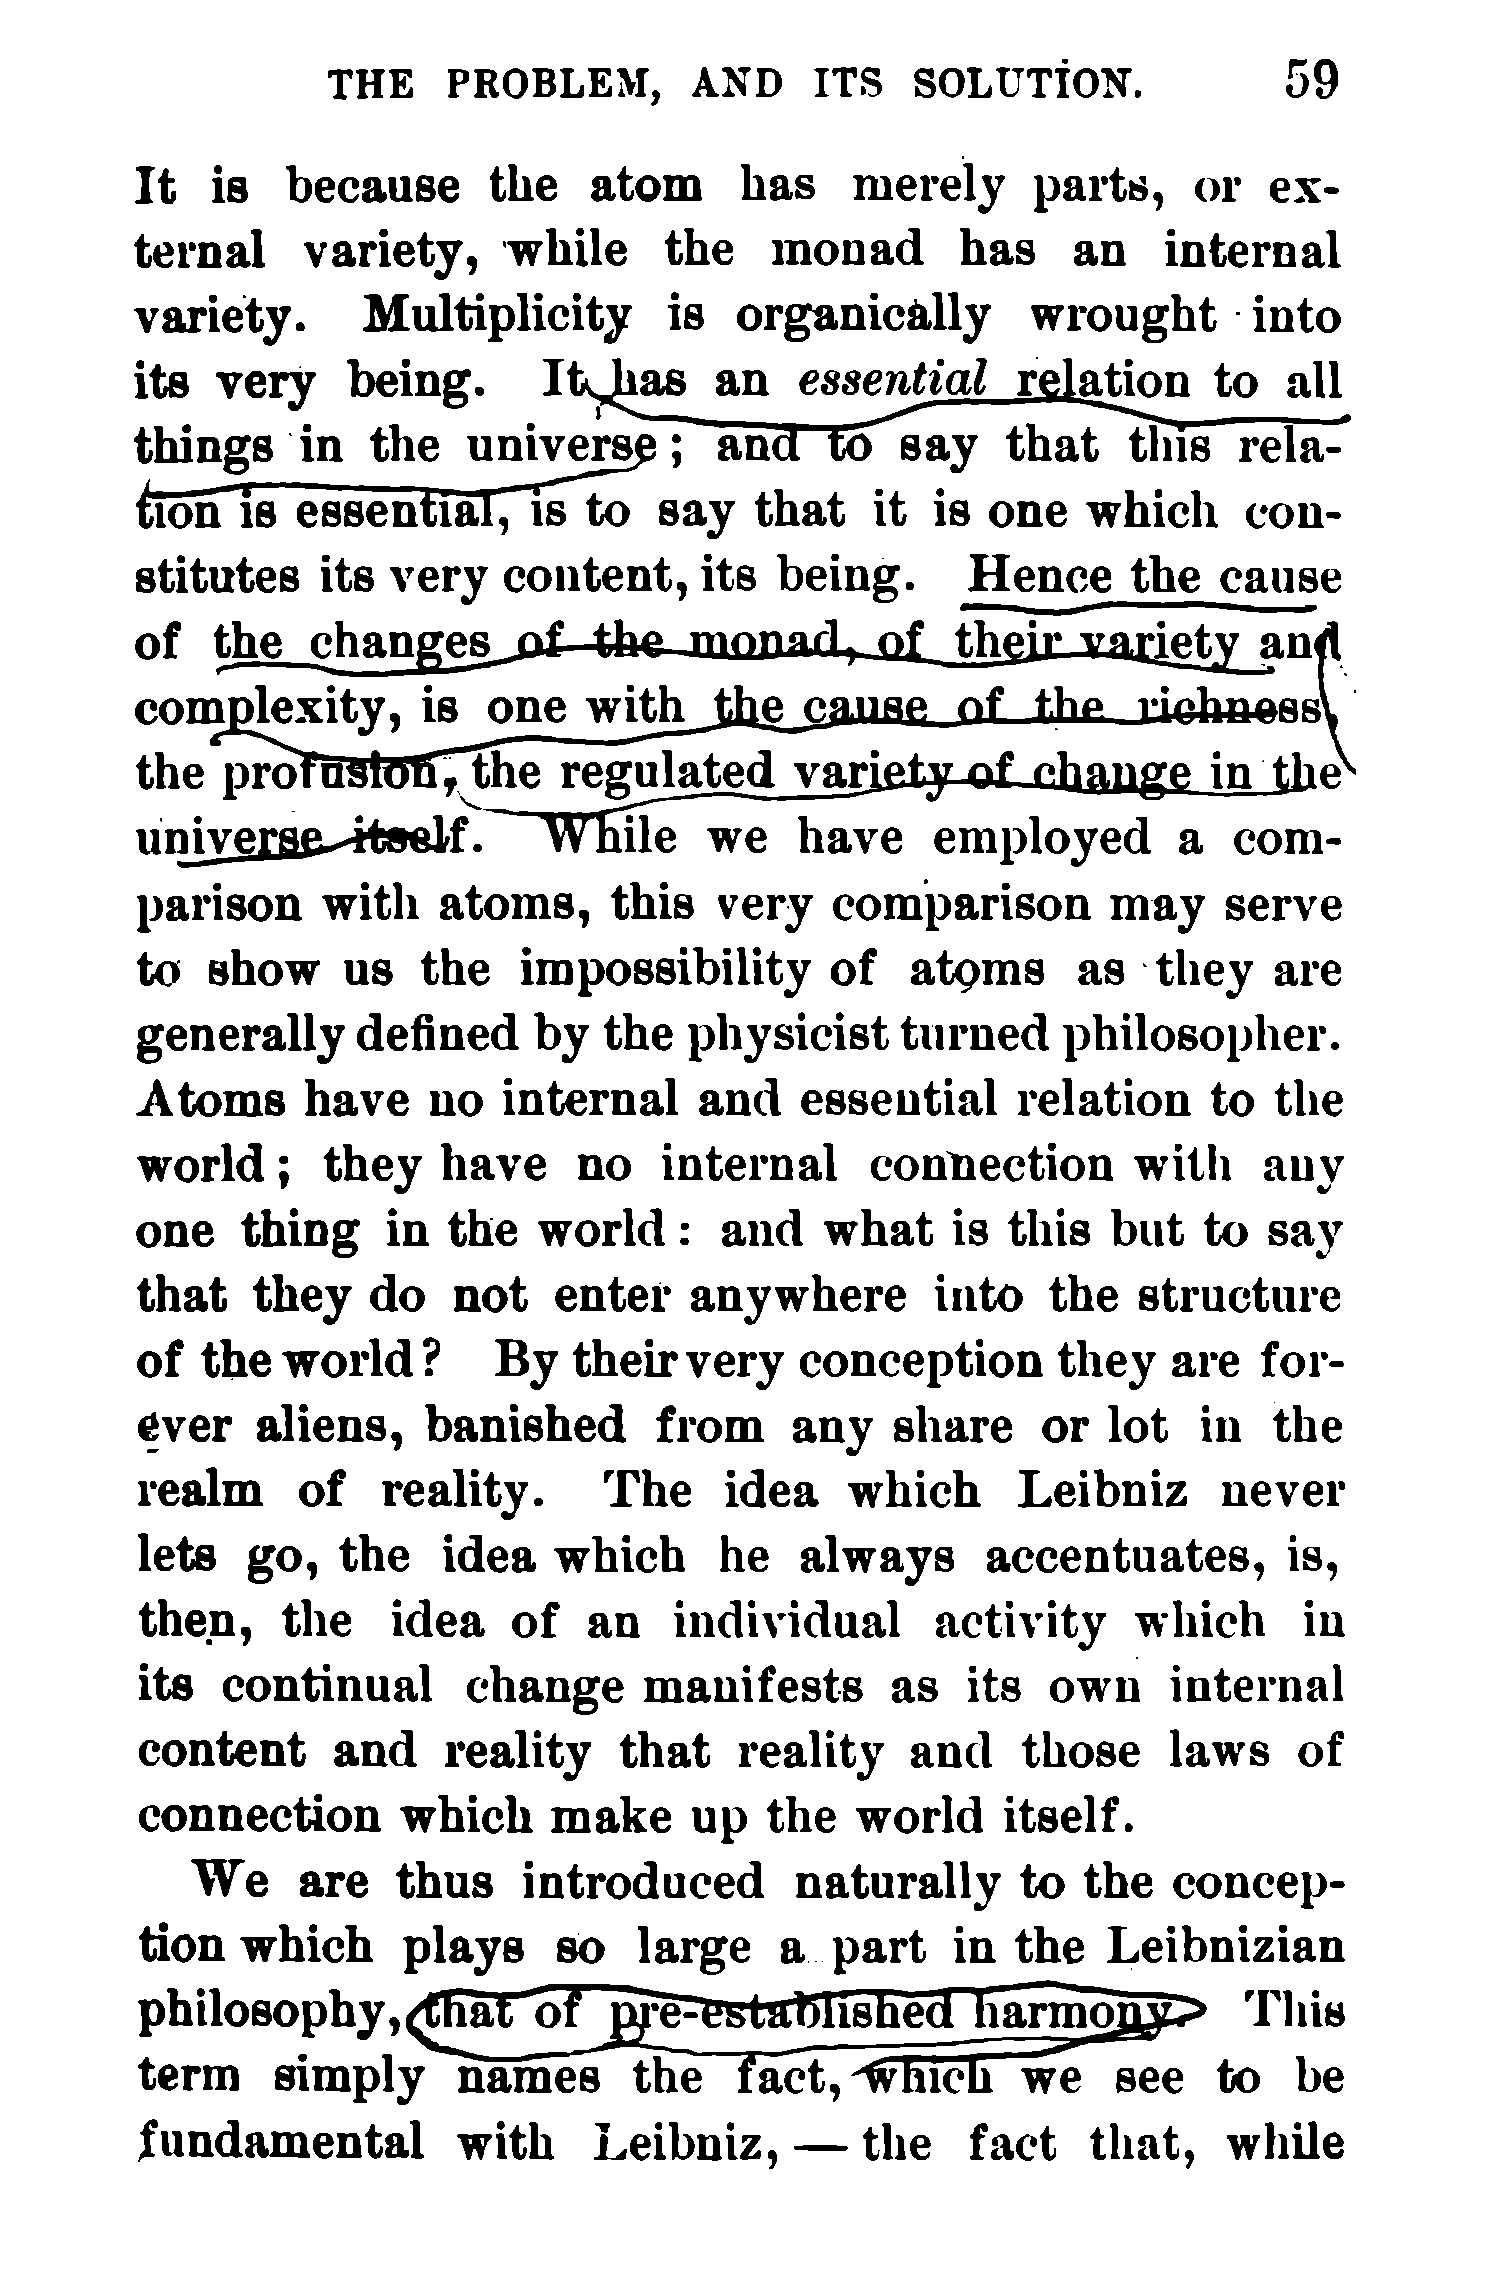 THE PROBLEM, AND ITS SOLUTION. 59
It is because the atom has merely parts, or ex-
ternal variety, while the monad has an internal
variety. Multiplicity is organically wrought into
its very being. It has an essential relation to all
things in the universe; and to say that this rela-
tion is essential, is to say that it is one which con-
stitutes its very content, its being. Hence the cause
of the changes of the monad, of their variety and
complexity, is one with the cause of the richness,
the profusion, the regulated variety of change in the
universe itself. While we have employed a com-
parison with atoms, this very comparison may serve
to show us the impossibility of atoms as they are
generally defined by the physicist turned philosopher.
Atoms have no internal and essential relation to the
world; they have no internal connection with any
one thing in the world: and what is this but to say
that they do not enter anywhere into the structure
of the world? By their very conception they are for-
ever aliens, banished from any share or lot in the
realm of reality. The idea which Leibniz never
lets go, the idea which he always accentuates, is,
then, the idea of an individual activity which in
its continual change manifests as its own internal
content and reality that reality and those laws of
connection which make up the world itself.
We are thus introduced naturally to the concep-
tion which plays so large a part in the Leibnizian
philosophy, that of pre-established harmony. This
term simply names the fact, which we see to be
fundamental with Leibniz, — the fact that, while